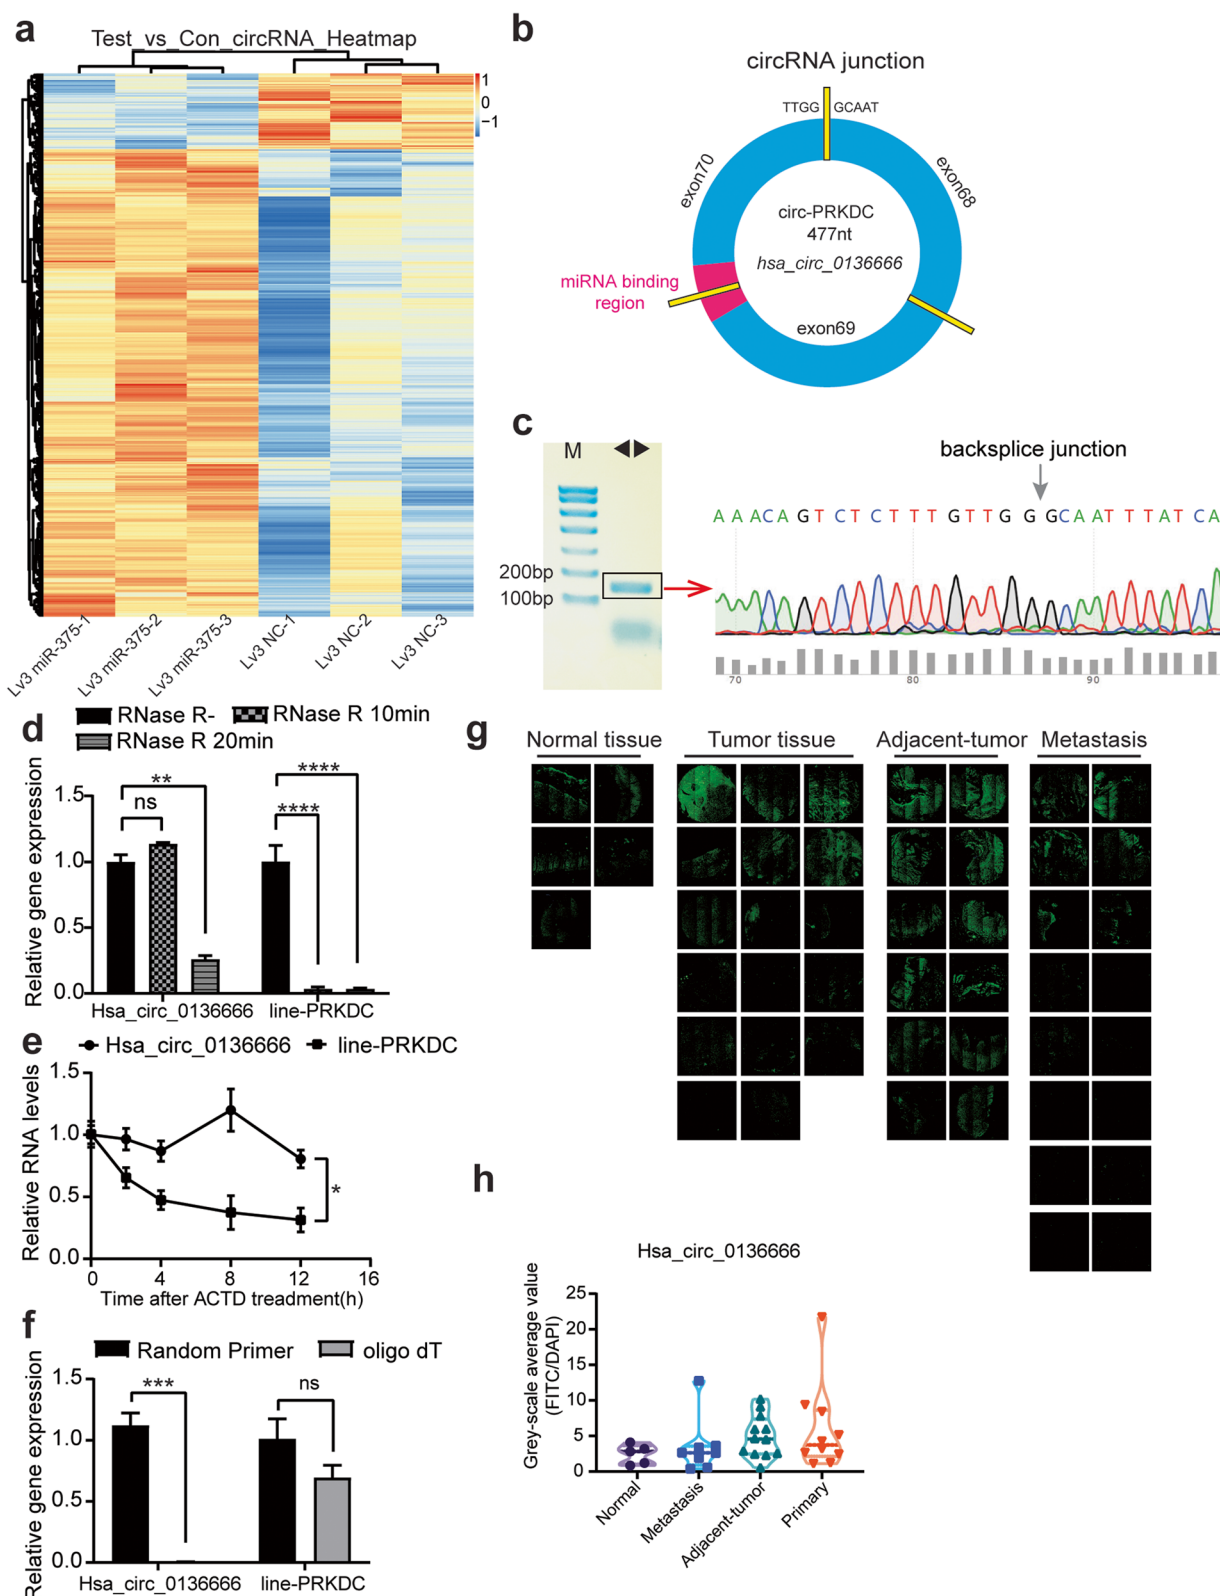 a
Test_vs_Con_circRNA_Heatmap
1
0
−1
Lv3 miR-375-1
Lv3 miR-375-2
Lv3 miR-375-3
Lv3 NC-1
Lv3 NC-2
Lv3 NC-3
b
circRNA junction
TTGG GCAAT
exon70
exon68
circ-PRKDC
477nt
hsa_circ_0136666
miRNA binding
region
exon69
c
M
200bp
100bp
backsplice junction
A A A C A G T C T C T T T G T T G G G C A A T T T A T C A
70 80 90
d
RNase R-
RNase R 10min
RNase R 20min
Relative gene expression
1.5
1.0
0.5
0.0
ns
**
****
****
Hsa_circ_0136666
line-PRKDC
e
Hsa_circ_0136666
line-PRKDC
Relative RNA levels
1.5
1.0
0.5
0.0
*
0 4 8 12 16
Time after ACTD treadment(h)
f
Random Primer
oligo dT
Relative gene expression
1.5
1.0
0.5
0.0
***
ns
Hsa_circ_0136666
line-PRKDC
g
Normal tissue
Tumor tissue
Adjacent-tumor
Metastasis
h
Hsa_circ_0136666
Grey-scale average value
(FITC/DAPI)
25
20
15
10
5
0
Normal
Metastasis
Adjacent-tumor
Primary